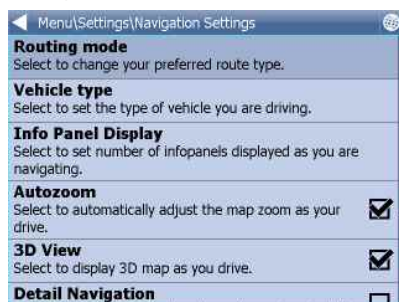 Menu\Settings\Navigation Settings
Routing mode
Select to change your preferred route type.
Vehicle type
Select to set the type of vehicle you are driving.
Info Panel Display
Select to set number of infopanels displayed as you are
navigating.
Autozoom
Select to automatically adjust the map zoom as your
drive.
3D View
Select to display 3D map as you drive.
Detail Navigation